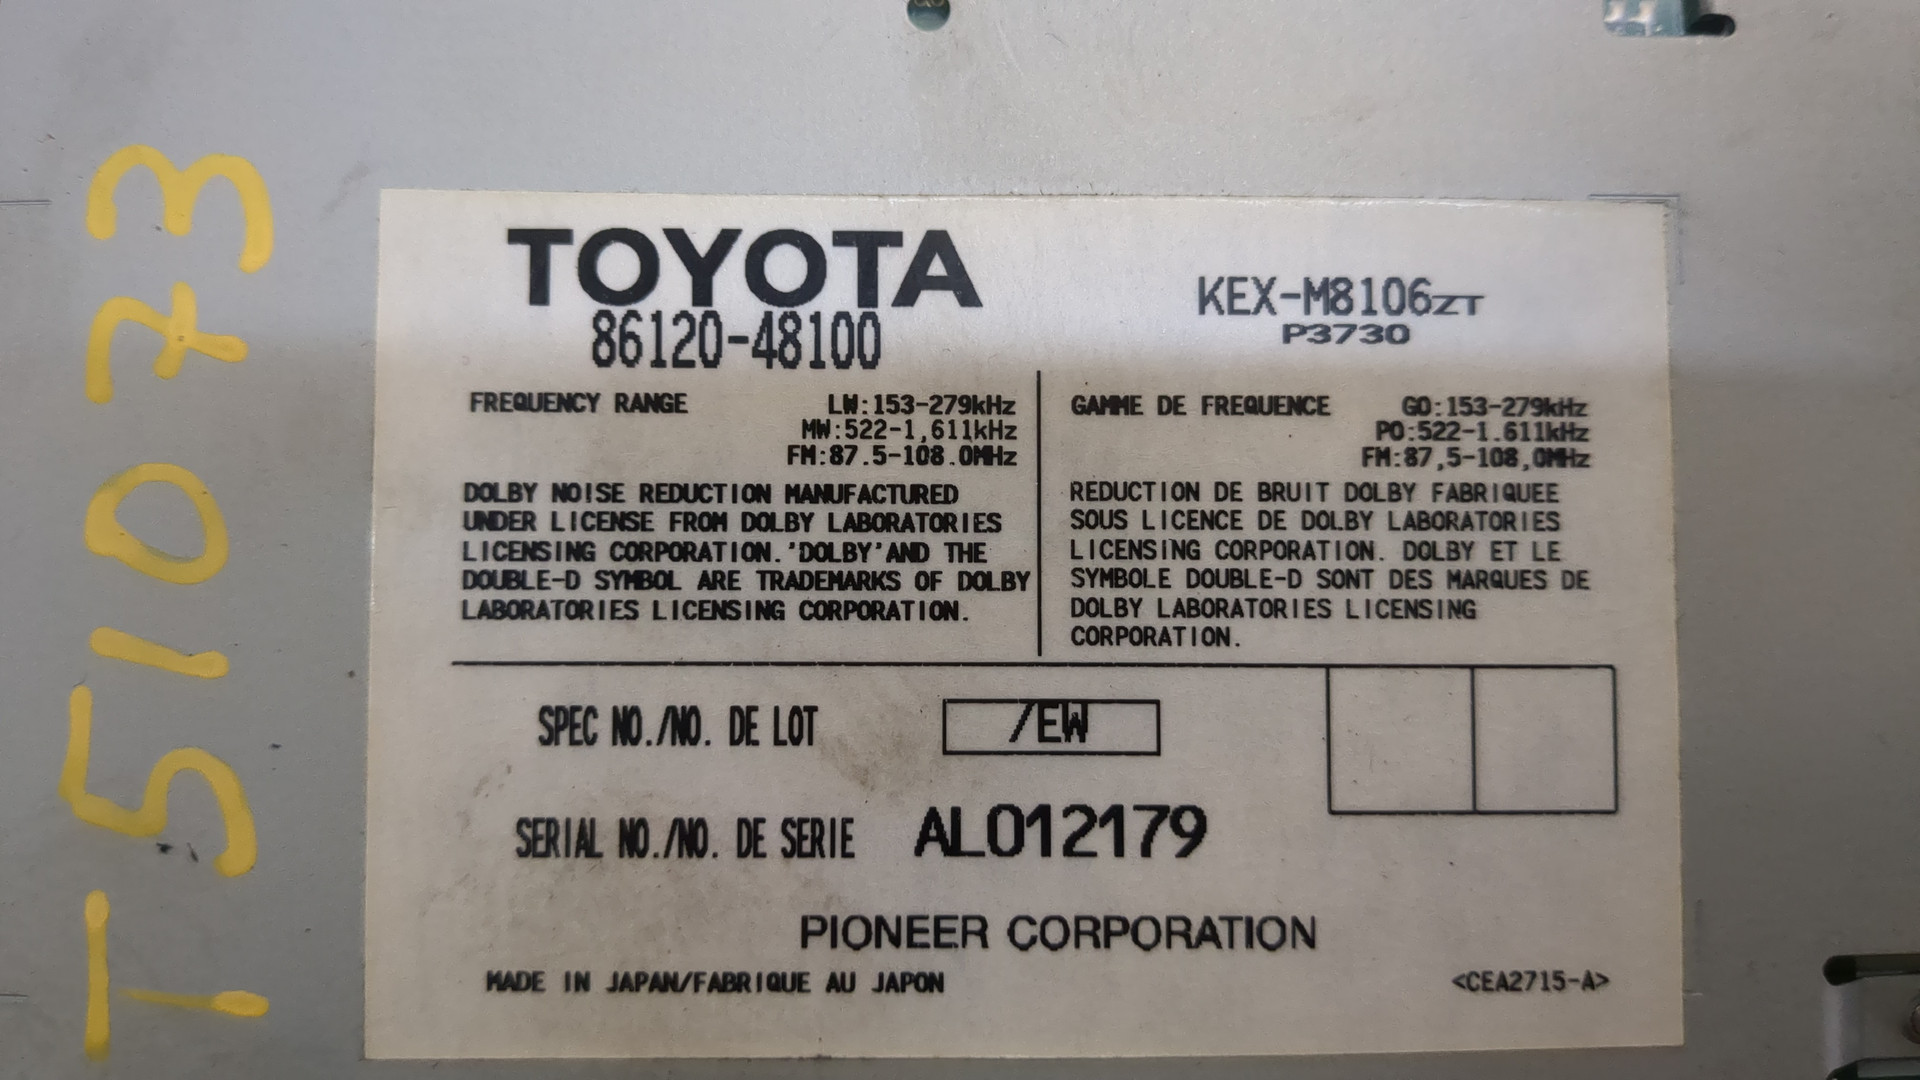 T 51073
TOYOTA
86120-48100
KEX-M8106ZT
P3730
FREQUENCY RANGE LW:153-279kHz
MW:522-1,611kHz
FM:87.5-108.0MHz
DOLBY NOISE REDUCTION MANUFACTURED
UNDER LICENSE FROM DOLBY LABORATORIES
LICENSING CORPORATION. 'DOLBY' AND THE
DOUBLE-D SYMBOL ARE TRADEMARKS OF DOLBY
LABORATORIES LICENSING CORPORATION.
GAMME DE FREQUENCE GO:153-279kHz
PO:522-1.611kHz
FM:87,5-108,0MHz
REDUCTION DE BRUIT DOLBY FABRIQUEE
SOUS LICENCE DE DOLBY LABORATORIES
LICENSING CORPORATION. DOLBY ET LE
SYMBOLE DOUBLE-D SONT DES MARQUES DE
DOLBY LABORATORIES LICENSING
CORPORATION.
SPEC NO./NO. DE LOT /EW
SERIAL NO./NO. DE SERIE AL012179
PIONEER CORPORATION
MADE IN JAPAN/FABRIQUE AU JAPON <CEA2715-A>